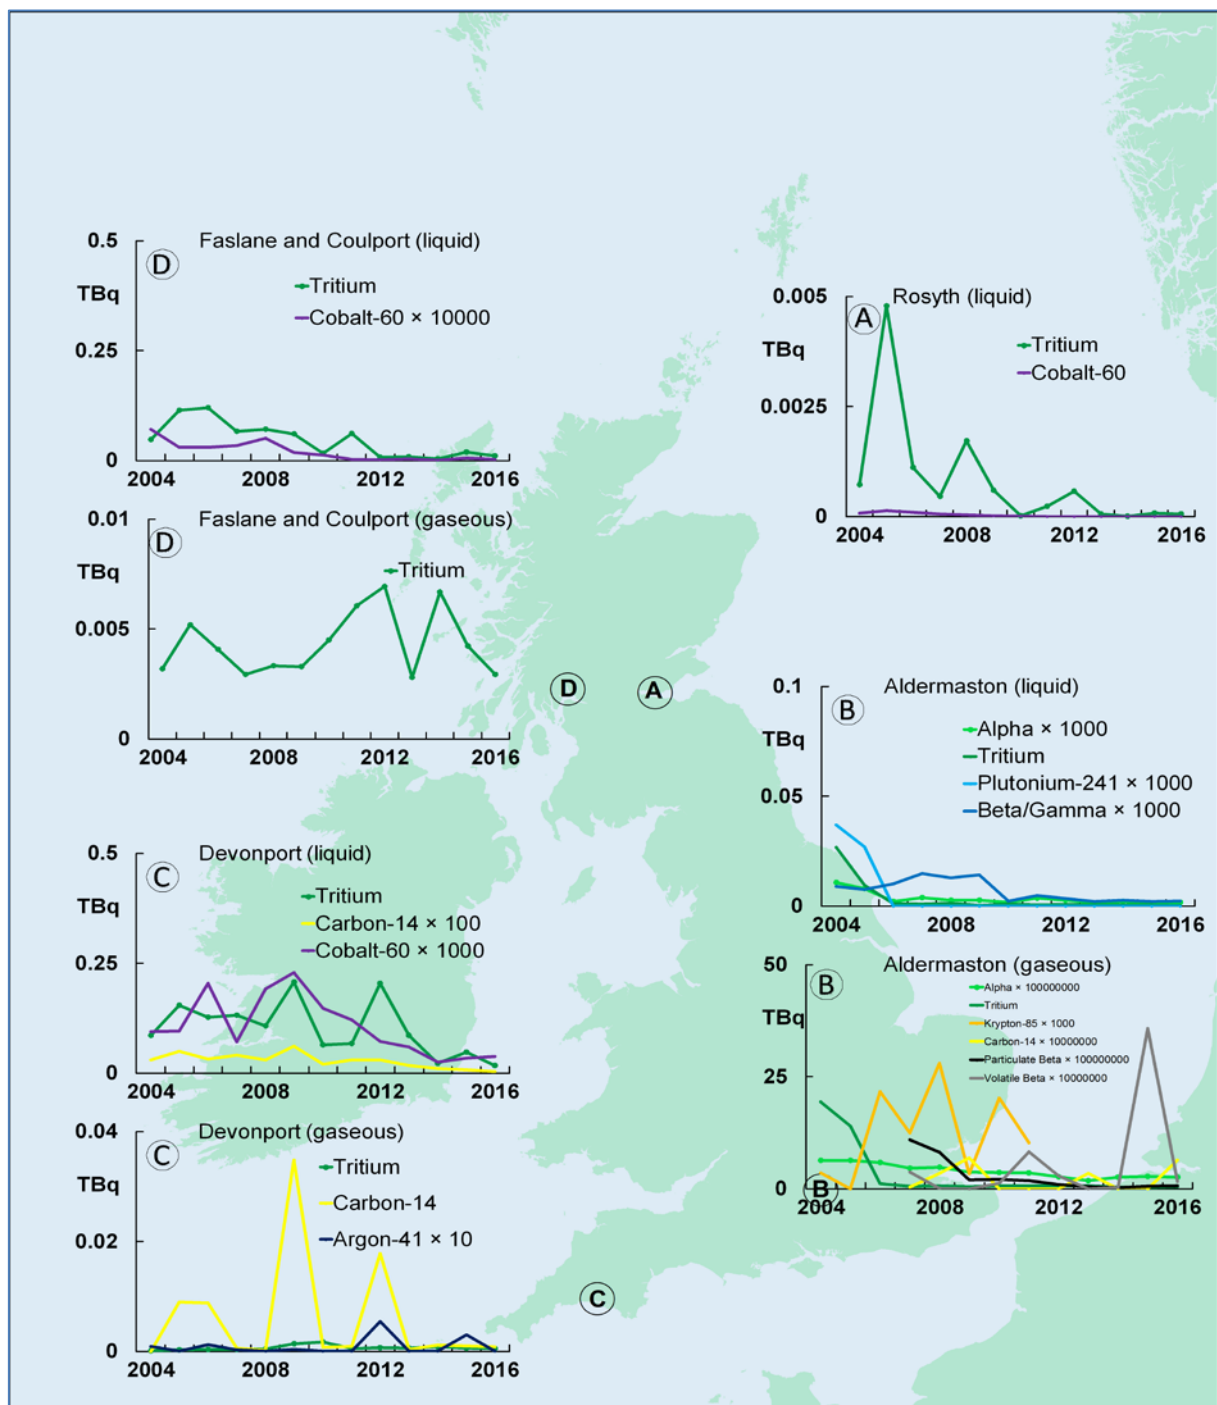 0.5
D
Faslane and Coulport (liquid)
TBq
Tritium
Cobalt-60 × 10000
0.25
0
2004 2008 2012 2016
0.005
A
Rosyth (liquid)
TBq
Tritium
Cobalt-60
0.0025
0
2004 2008 2012 2016
0.01
D
Faslane and Coulport (gaseous)
TBq
Tritium
0.005
0
2004 2008 2012 2016
D
A
0.1
B
Aldermaston (liquid)
TBq
Alpha × 1000
Tritium
Plutonium-241 × 1000
Beta/Gamma × 1000
0.05
0
2004 2008 2012 2016
0.5
C
Devonport (liquid)
TBq
Tritium
Carbon-14 × 100
Cobalt-60 × 1000
0.25
0
2004 2008 2012 2016
50
B
Aldermaston (gaseous)
TBq
Alpha × 100000000
Tritium
Krypton-85 × 1000
Carbon-14 × 10000000
Particulate Beta × 100000000
Volatile Beta × 10000000
25
0
B
2004 2008 2012 2016
0.04
C
Devonport (gaseous)
TBq
Tritium
Carbon-14
Argon-41 × 10
0.02
0
2004 2008 2012 2016
C